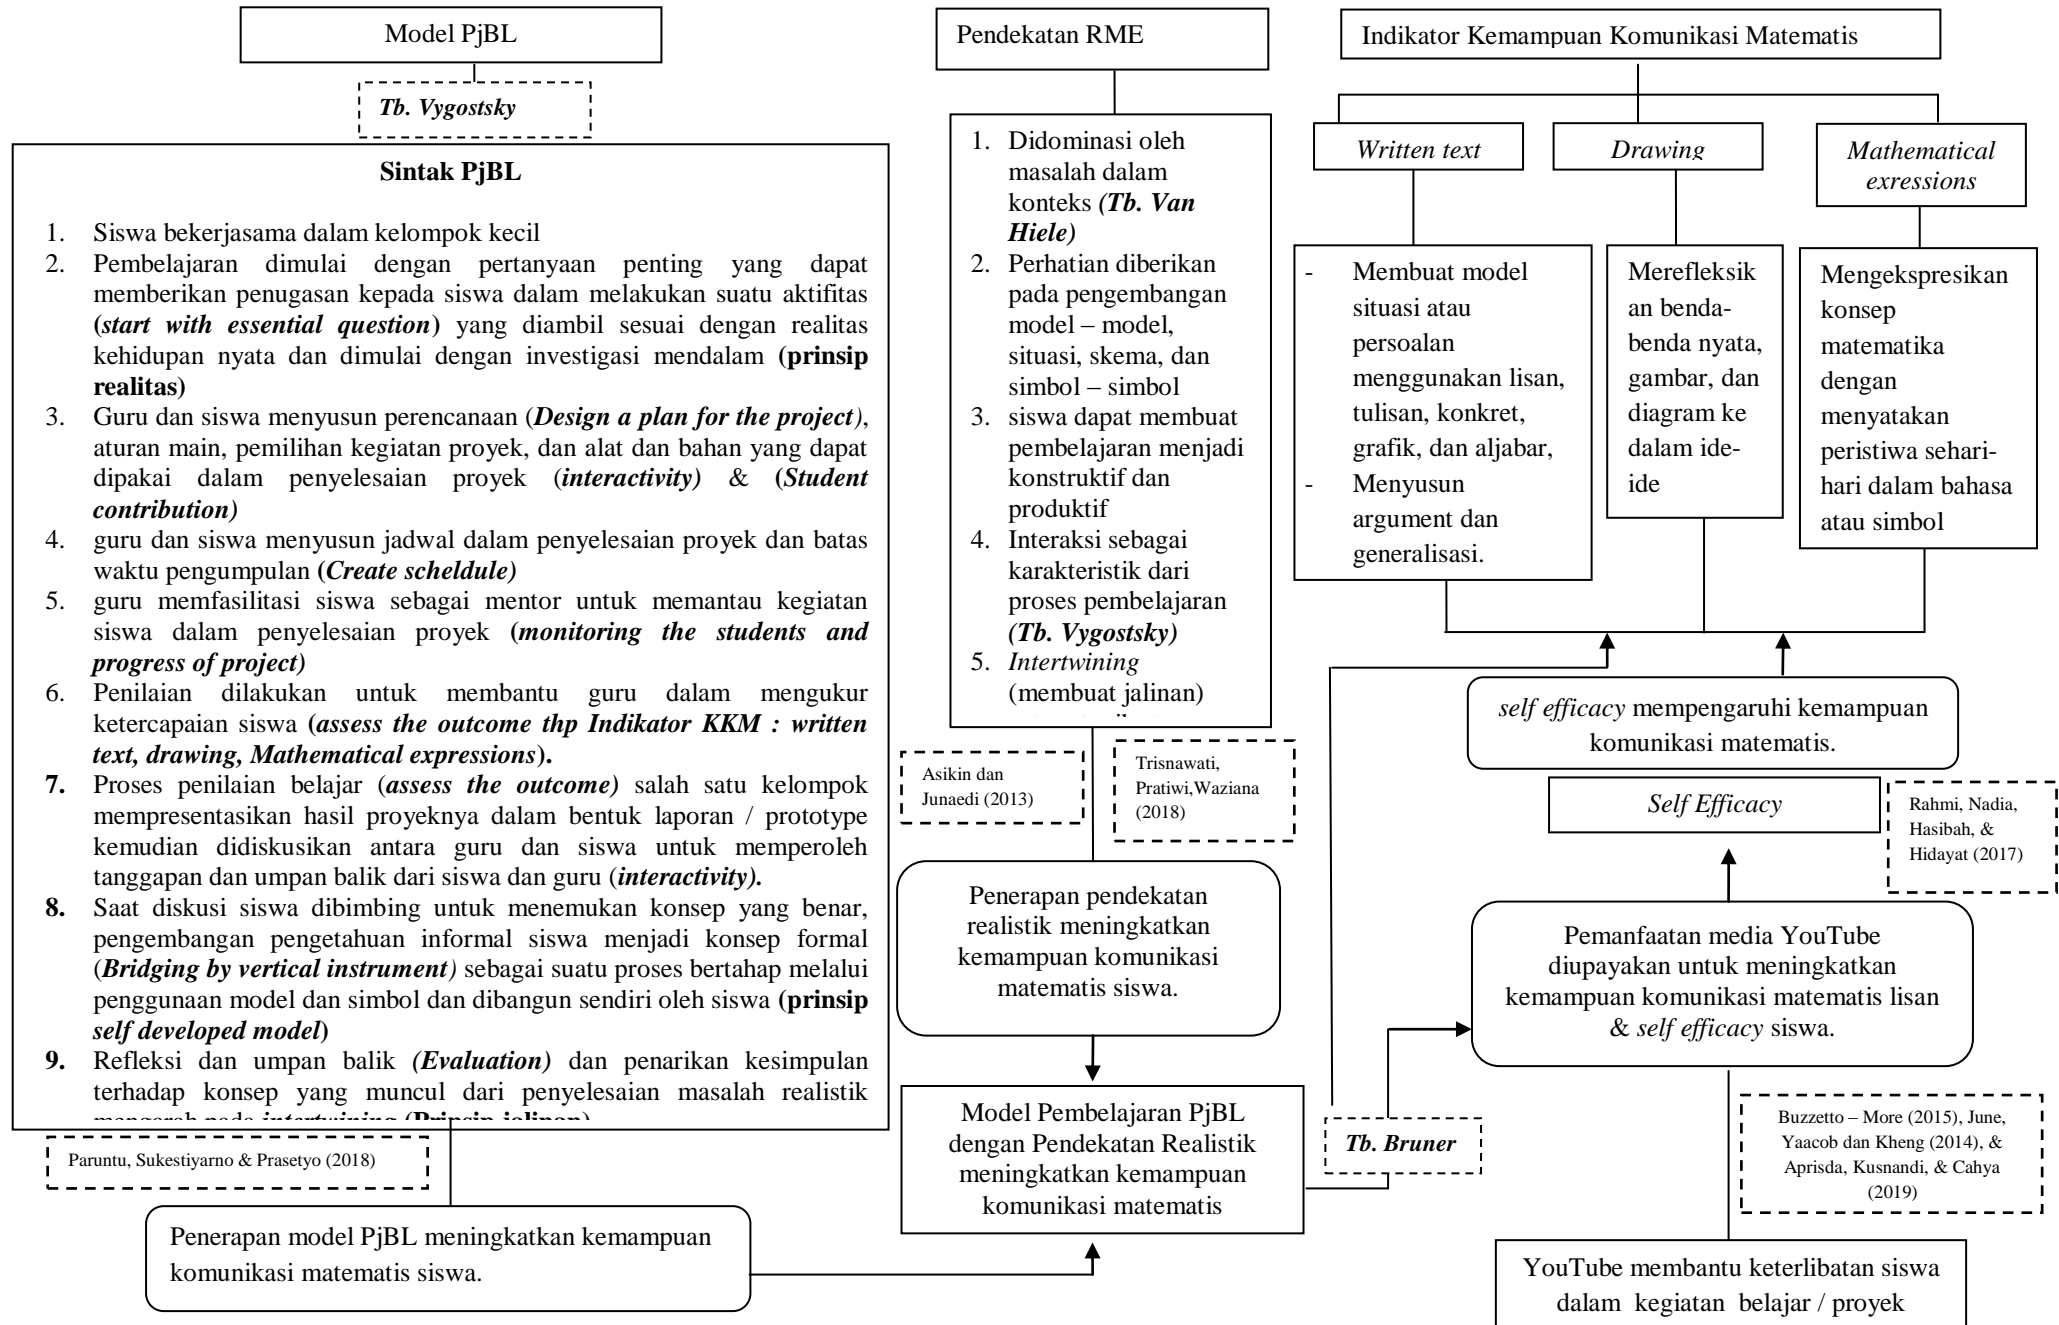 Model PjBL
Tb. Vygostsky
Sintak PjBL
1. Siswa bekerjasama dalam kelompok kecil
2. Pembelajaran dimulai dengan pertanyaan penting yang dapat
memberikan penugasan kepada siswa dalam melakukan suatu aktifitas
(start with essential question) yang diambil sesuai dengan realitas
kehidupan nyata dan dimulai dengan investigasi mendalam (prinsip
realitas)
3. Guru dan siswa menyusun perencanaan (Design a plan for the project),
aturan main, pemilihan kegiatan proyek, dan alat dan bahan yang dapat
dipakai dalam penyelesaian proyek (interactivity) & (Student
contribution)
4. guru dan siswa menyusun jadwal dalam penyelesaian proyek dan batas
waktu pengumpulan (Create scheldule)
5. guru memfasilitasi siswa sebagai mentor untuk memantau kegiatan
siswa dalam penyelesaian proyek (monitoring the students and
progress of project)
6. Penilaian dilakukan untuk membantu guru dalam mengukur
ketercapaian siswa (assess the outcome thp Indikator KKM : written
text, drawing, Mathematical expressions).
7. Proses penilaian belajar (assess the outcome) salah satu kelompok
mempresentasikan hasil proyeknya dalam bentuk laporan / prototype
kemudian didiskusikan antara guru dan siswa untuk memperoleh
tanggapan dan umpan balik dari siswa dan guru (interactivity).
8. Saat diskusi siswa dibimbing untuk menemukan konsep yang benar,
pengembangan pengetahuan informal siswa menjadi konsep formal
(Bridging by vertical instrument) sebagai suatu proses bertahap melalui
penggunaan model dan simbol dan dibangun sendiri oleh siswa (prinsip
self developed model)
9. Refleksi dan umpan balik (Evaluation) dan penarikan kesimpulan
terhadap konsep yang muncul dari penyelesaian masalah realistik
mengarah pada intertwining (Prinsip jalinan)
Paruntu, Sukestiyarno & Prasetyo (2018)
Penerapan model PjBL meningkatkan kemampuan
komunikasi matematis siswa.
Pendekatan RME
1. Didominasi oleh
masalah dalam
konteks (Tb. Van
Hiele)
2. Perhatian diberikan
pada pengembangan
model – model,
situasi, skema, dan
simbol – simbol
3. siswa dapat membuat
pembelajaran menjadi
konstruktif dan
produktif
4. Interaksi sebagai
karakteristik dari
proses pembelajaran
(Tb. Vygostsky)
5. Intertwining
(membuat jalinan)
Asikin dan
Junaedi (2013)
Trisnawati,
Pratiwi,Waziana
(2018)
Penerapan pendekatan
realistik meningkatkan
kemampuan komunikasi
matematis siswa.
Model Pembelajaran PjBL
dengan Pendekatan Realistik
meningkatkan kemampuan
komunikasi matematis
Tb. Bruner
Indikator Kemampuan Komunikasi Matematis
Written text
Drawing
Mathematical
exressions
- Membuat model
situasi atau
persoalan
menggunakan lisan,
tulisan, konkret,
grafik, dan aljabar,
- Menyusun
argument dan
generalisasi.
Merefleksik
an benda-
benda nyata,
gambar, dan
diagram ke
dalam ide-
ide
Mengekspresikan
konsep
matematika
dengan
menyatakan
peristiwa sehari-
hari dalam bahasa
atau simbol
self efficacy mempengaruhi kemampuan
komunikasi matematis.
Self Efficacy
Rahmi, Nadia,
Hasibah, &
Hidayat (2017)
Pemanfaatan media YouTube
diupayakan untuk meningkatkan
kemampuan komunikasi matematis lisan
& self efficacy siswa.
Buzzetto – More (2015), June,
Yaacob dan Kheng (2014), &
Aprisda, Kusnandi, & Cahya
(2019)
YouTube membantu keterlibatan siswa
dalam kegiatan belajar / proyek